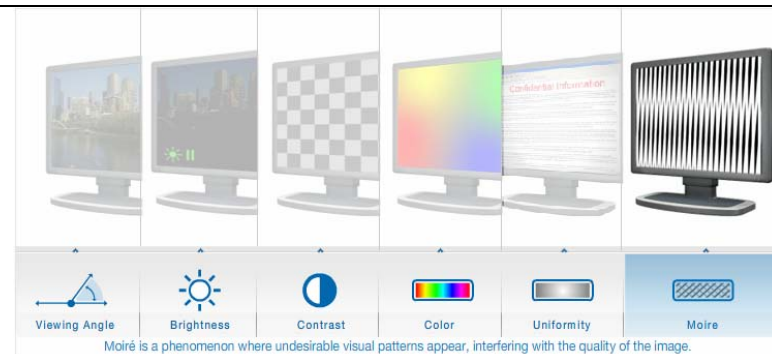 Confidential Information
Viewing Angle
Brightness
Contrast
Color
Uniformity
Moire
Moiré is a phenomenon where undesirable visual patterns appear, interfering with the quality of the image.